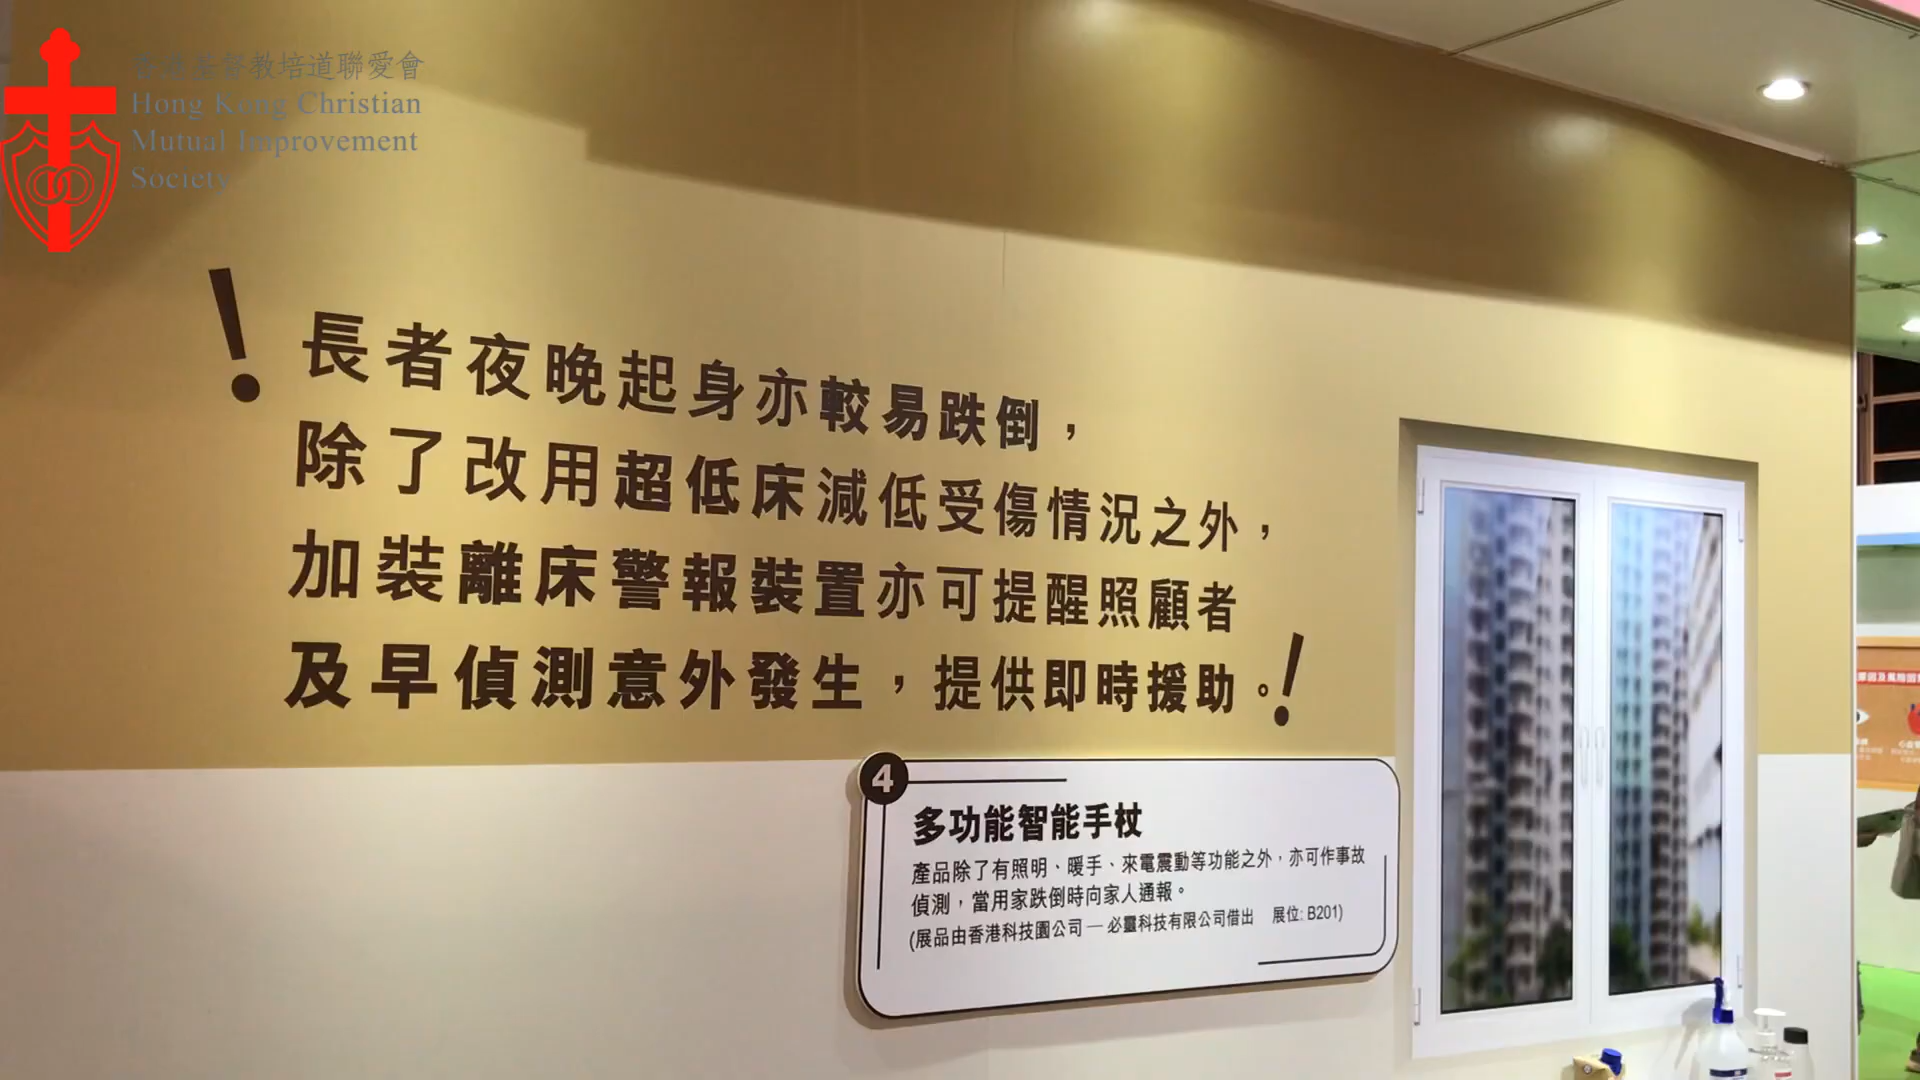 香港基督教培道聯愛會
Hong Kong Christian
Mutual Improvement
Society
! 長者夜晚起身亦較易跌倒，
除了改用超低床減低受傷情況之外，
加裝離床警報裝置亦可提醒照顧者
及早偵測意外發生，提供即時援助。!
4
多功能智能手杖
產品除了有照明、暖手、來電震動等功能之外，亦可作事故
偵測，當用家跌倒時向家人通報。
(展品由香港科技園公司 — 必靈科技有限公司借出 展位: B201)